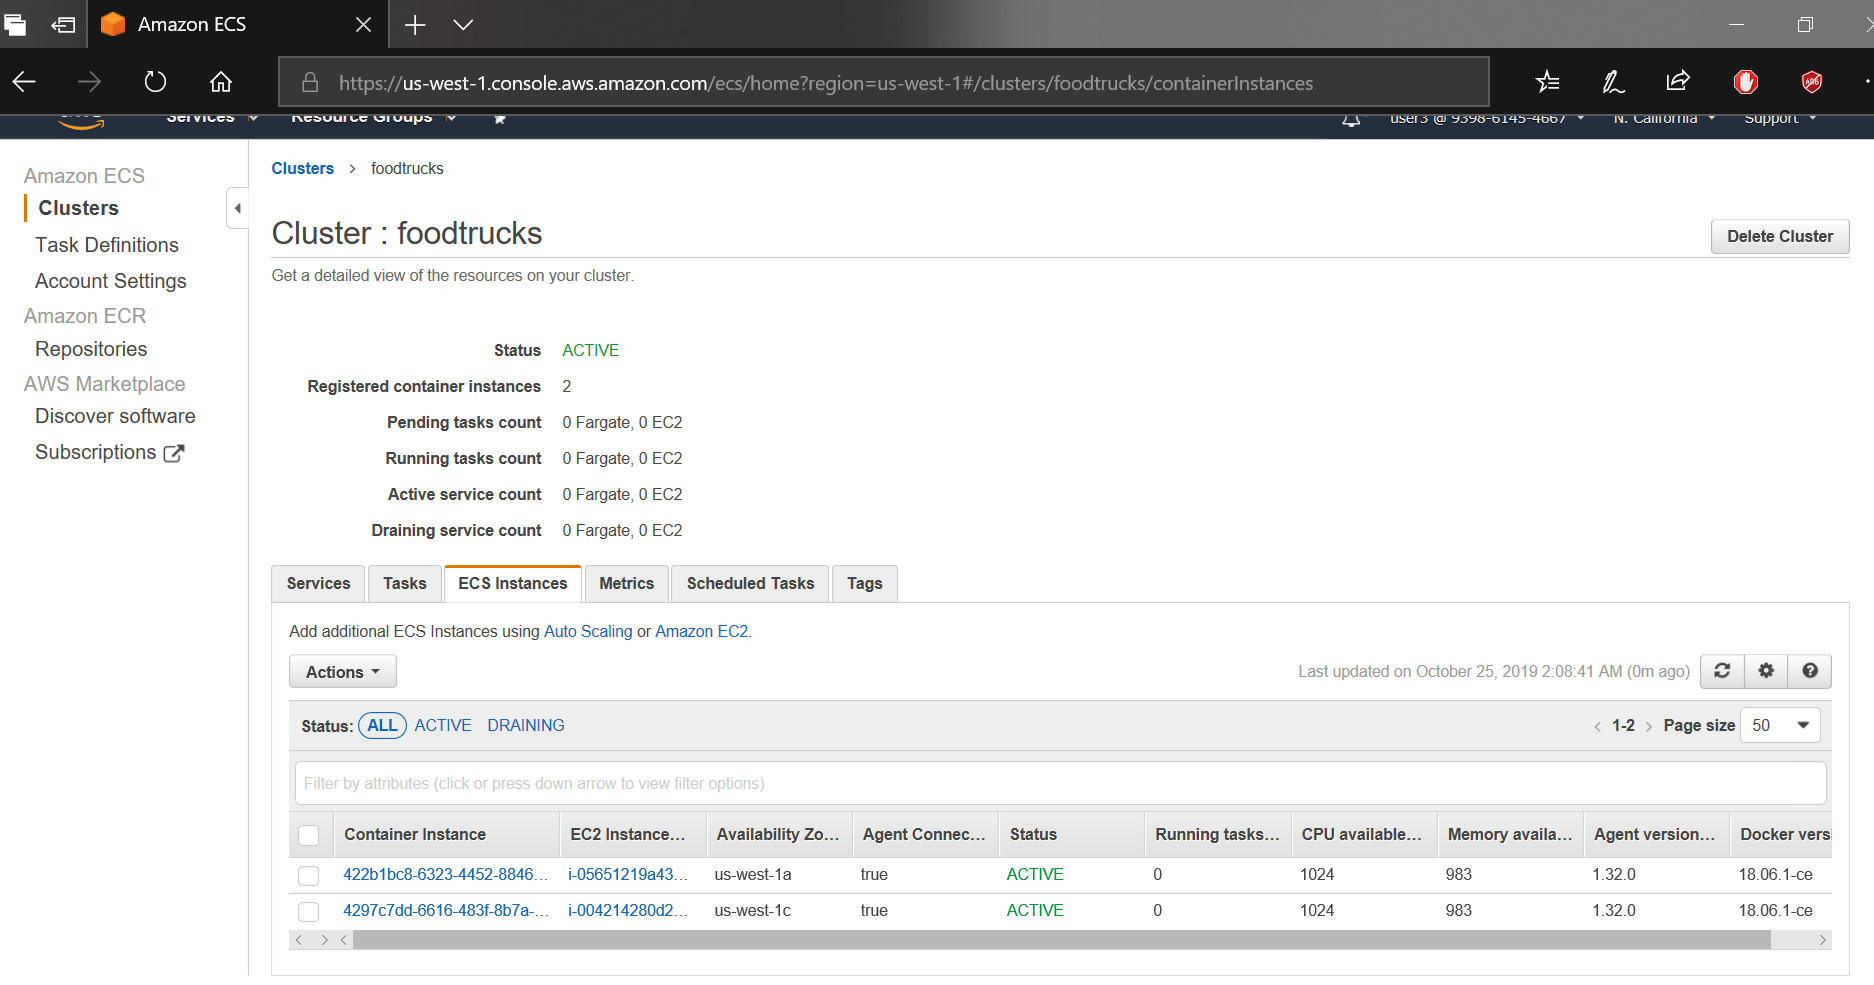 Amazon ECS
https://us-west-1.console.aws.amazon.com/ecs/home?region=us-west-1#/clusters/foodtrucks/containerInstances
aws Services Resource Groups user3 @ 9398-6145-4667 N. California Support
Amazon ECS
Clusters
Task Definitions
Account Settings
Amazon ECR
Repositories
AWS Marketplace
Discover software
Subscriptions
Clusters > foodtrucks
Cluster : foodtrucks
Delete Cluster
Get a detailed view of the resources on your cluster.
Status ACTIVE
Registered container instances 2
Pending tasks count 0 Fargate, 0 EC2
Running tasks count 0 Fargate, 0 EC2
Active service count 0 Fargate, 0 EC2
Draining service count 0 Fargate, 0 EC2
Services Tasks ECS Instances Metrics Scheduled Tasks Tags
Add additional ECS Instances using Auto Scaling or Amazon EC2.
Actions Last updated on October 25, 2019 2:08:41 AM (0m ago)
Status: ALL ACTIVE DRAINING < 1-2 > Page size 50
Filter by attributes (click or press down arrow to view filter options)
Container Instance EC2 Instance... Availability Zo... Agent Connec... Status Running tasks... CPU available... Memory availa... Agent version... Docker versi
422b1bc8-6323-4452-8846... i-05651219a43... us-west-1a true ACTIVE 0 1024 983 1.32.0 18.06.1-ce
4297c7dd-6616-483f-8b7a-... i-004214280d2... us-west-1c true ACTIVE 0 1024 983 1.32.0 18.06.1-ce